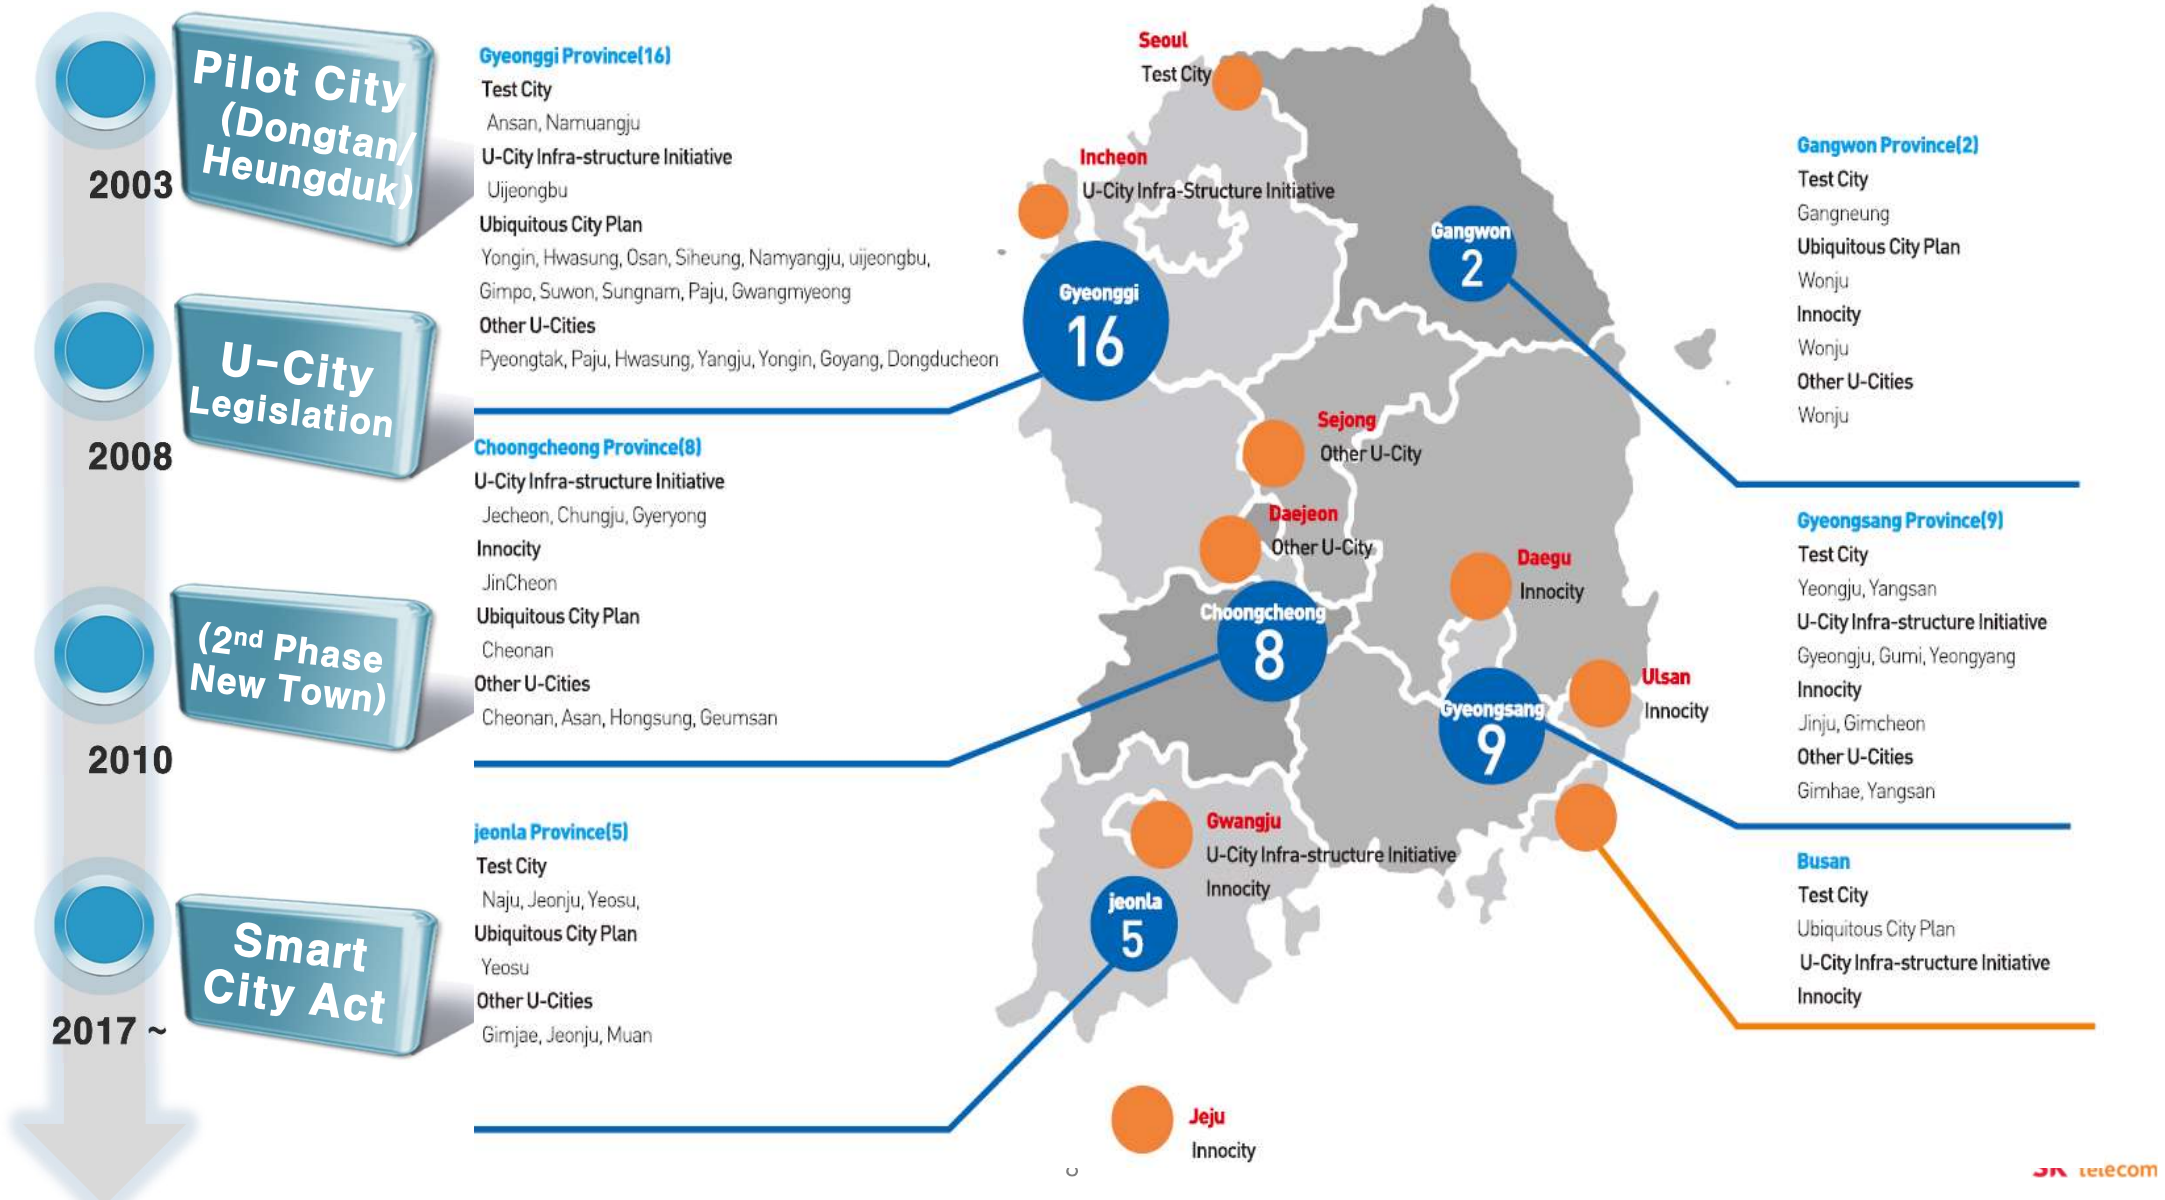 Pilot City
(Dongtan/
Heungduk)
2003
U-City
Legislation
2008
(2nd Phase
New Town)
2010
Smart
City Act
2017 ~
Gyeonggi Province(16)
Test City
Ansan, Namuangju
U-City Infra-structure Initiative
Uijeongbu
Ubiquitous City Plan
Yongin, Hwasung, Osan, Siheung, Namyangju, uijeongbu,
Gimpo, Suwon, Sungnam, Paju, Gwangmyeong
Other U-Cities
Pyeongtak, Paju, Hwasung, Yangju, Yongin, Goyang, Dongducheon
Choongcheong Province(8)
U-City Infra-structure Initiative
Jecheon, Chungju, Gyeryong
Innocity
JinCheon
Ubiquitous City Plan
Cheonan
Other U-Cities
Cheonan, Asan, Hongsung, Geumsan
jeonla Province(5)
Test City
Naju, Jeonju, Yeosu,
Ubiquitous City Plan
Yeosu
Other U-Cities
Gimjae, Jeonju, Muan
Seoul
Test City
Incheon
U-City Infra-Structure Initiative
Gyeonggi
16
Gangwon
2
Sejong
Other U-City
Daejeon
Other U-City
Choongcheong
8
Daegu
Innocity
Ulsan
Innocity
Gyeongsang
9
Gwangju
U-City Infra-structure Initiative
Innocity
jeonla
5
Jeju
Innocity
Gangwon Province(2)
Test City
Gangneung
Ubiquitous City Plan
Wonju
Innocity
Wonju
Other U-Cities
Wonju
Gyeongsang Province(9)
Test City
Yeongju, Yangsan
U-City Infra-structure Initiative
Gyeongju, Gumi, Yeongyang
Innocity
Jinju, Gimcheon
Other U-Cities
Gimhae, Yangsan
Busan
Test City
Ubiquitous City Plan
U-City Infra-structure Initiative
Innocity
SK telecom